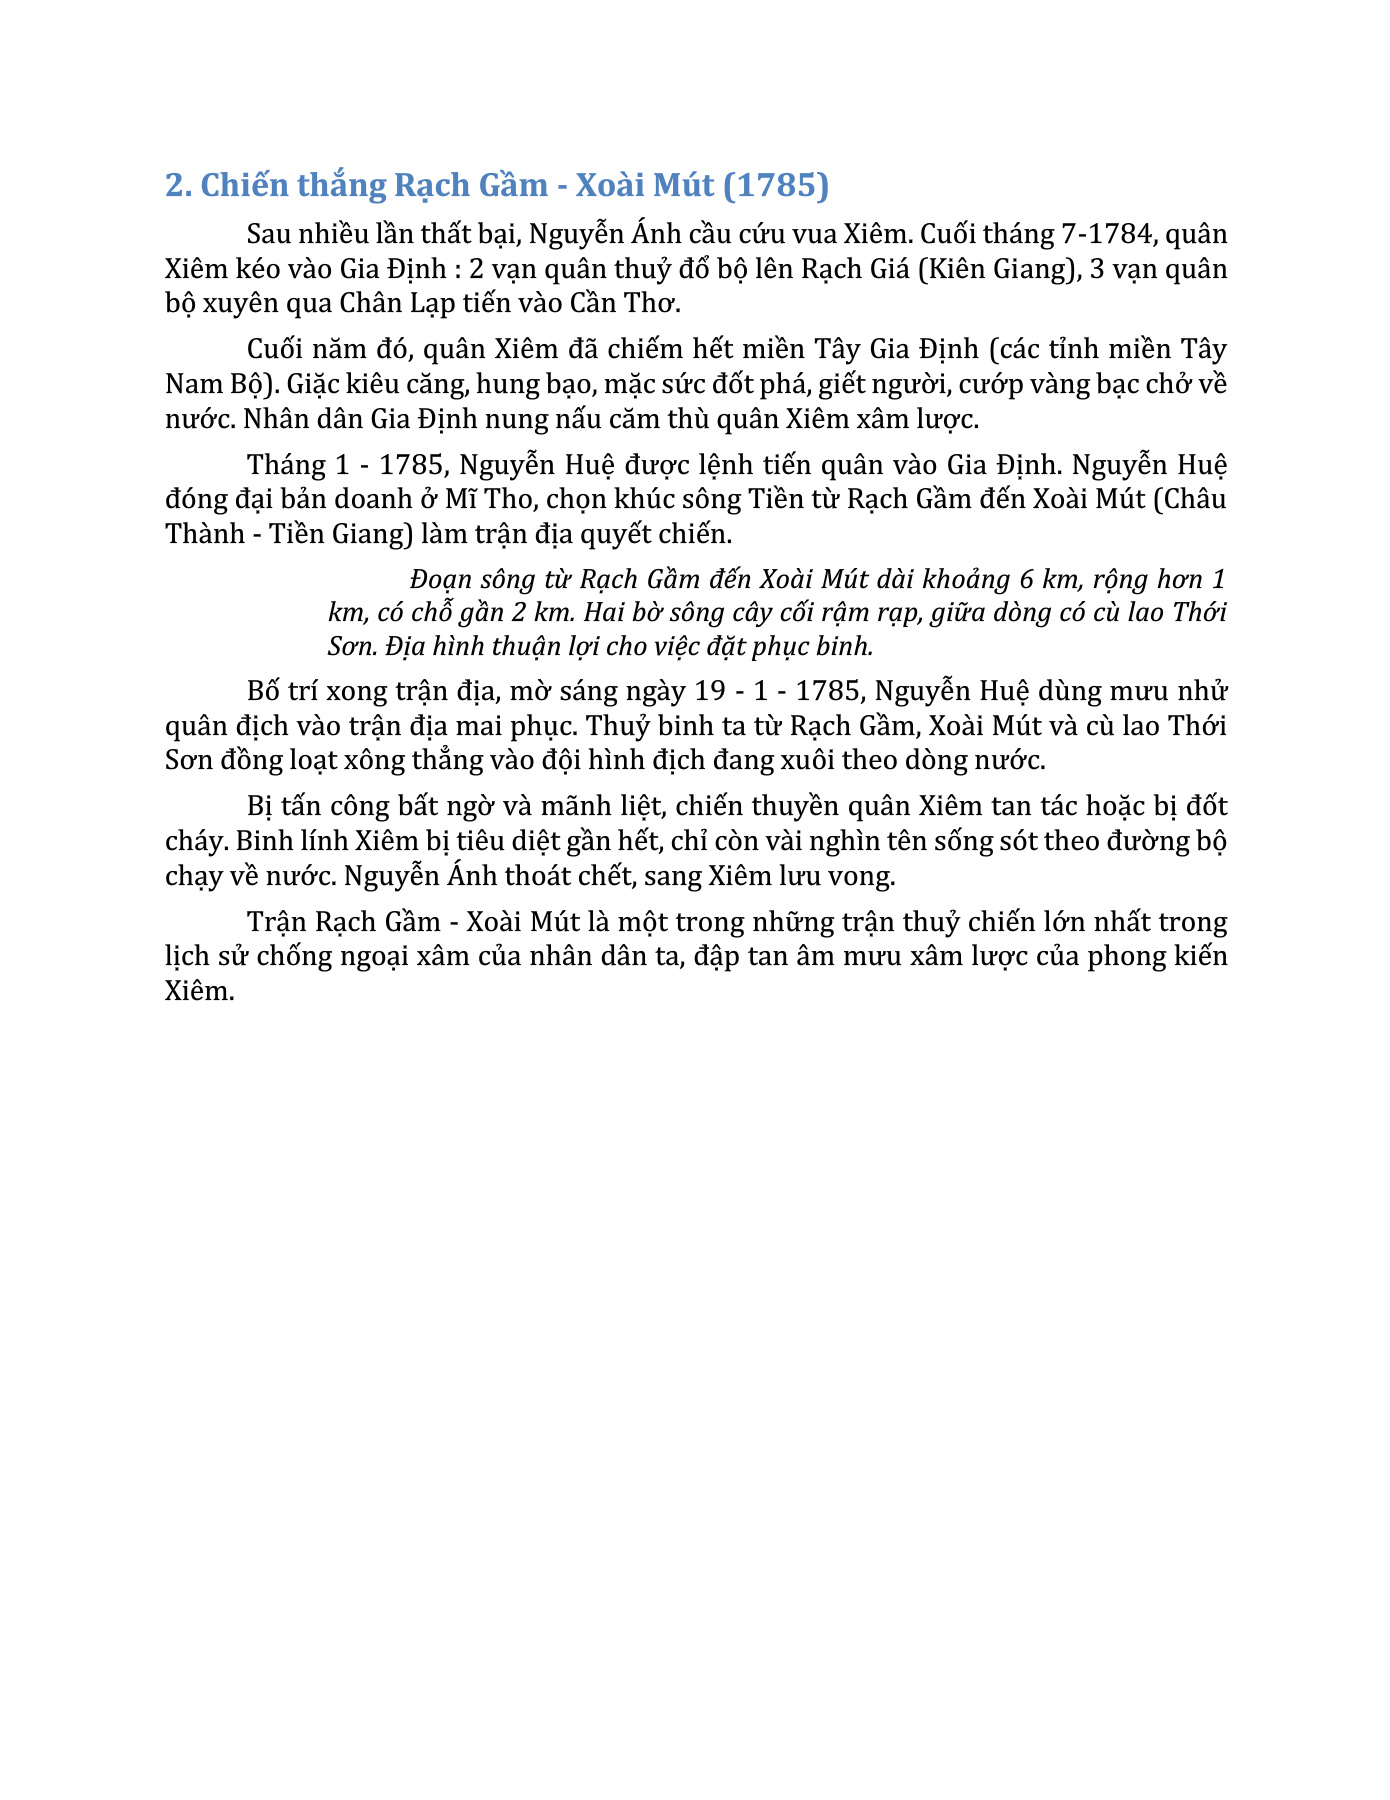 2. Chiến thắng Rạch Gầm - Xoài Mút (1785)
Sau nhiều lần thất bại, Nguyễn Ánh cầu cứu vua Xiêm. Cuối tháng 7-1784, quân
Xiêm kéo vào Gia Định : 2 vạn quân thuỷ đổ bộ lên Rạch Giá (Kiên Giang), 3 vạn quân
bộ xuyên qua Chân Lạp tiến vào Cần Thơ.
Cuối năm đó, quân Xiêm đã chiếm hết miền Tây Gia Định (các tỉnh miền Tây
Nam Bộ). Giặc kiêu căng, hung bạo, mặc sức đốt phá, giết người, cướp vàng bạc chở về
nước. Nhân dân Gia Định nung nấu căm thù quân Xiêm xâm lược.
Tháng 1 - 1785, Nguyễn Huệ được lệnh tiến quân vào Gia Định. Nguyễn Huệ
đóng đại bản doanh ở Mĩ Tho, chọn khúc sông Tiền từ Rạch Gầm đến Xoài Mút (Châu
Thành - Tiền Giang) làm trận địa quyết chiến.
Đoạn sông từ Rạch Gầm đến Xoài Mút dài khoảng 6 km, rộng hơn 1
km, có chỗ gần 2 km. Hai bờ sông cây cối rậm rạp, giữa dòng có cù lao Thới
Sơn. Địa hình thuận lợi cho việc đặt phục binh.
Bố trí xong trận địa, mờ sáng ngày 19 - 1 - 1785, Nguyễn Huệ dùng mưu nhử
quân địch vào trận địa mai phục. Thuỷ binh ta từ Rạch Gầm, Xoài Mút và cù lao Thới
Sơn đồng loạt xông thẳng vào đội hình địch đang xuôi theo dòng nước.
Bị tấn công bất ngờ và mãnh liệt, chiến thuyền quân Xiêm tan tác hoặc bị đốt
cháy. Binh lính Xiêm bị tiêu diệt gần hết, chỉ còn vài nghìn tên sống sót theo đường bộ
chạy về nước. Nguyễn Ánh thoát chết, sang Xiêm lưu vong.
Trận Rạch Gầm - Xoài Mút là một trong những trận thuỷ chiến lớn nhất trong
lịch sử chống ngoại xâm của nhân dân ta, đập tan âm mưu xâm lược của phong kiến
Xiêm.